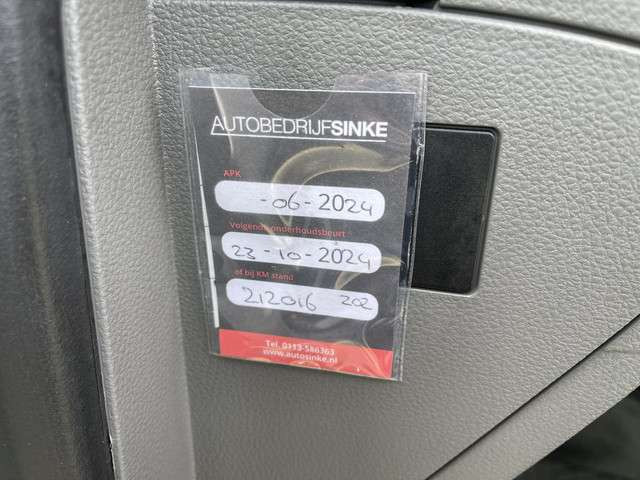 AUTOBEDRIJFSINKE
APK
-06-2024
Volgende onderhoudsbeurt
23-10-2024
of bij KM stand
212016 202
Tel. 0113-586363
www.autosinke.nl